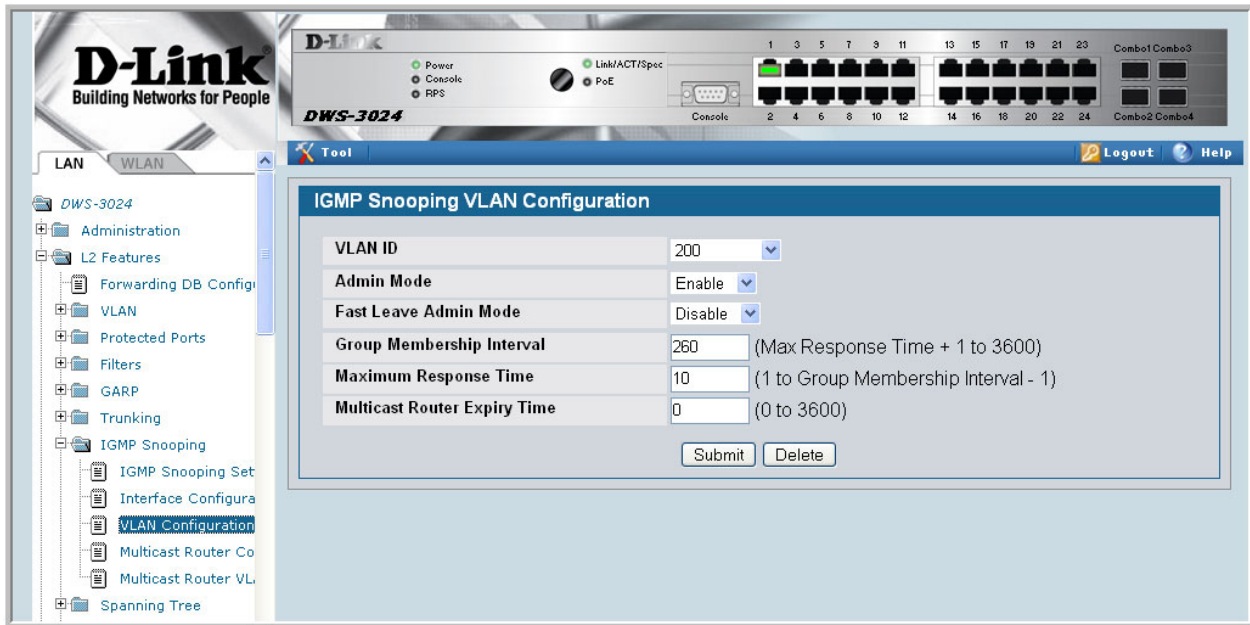 D-Link
Building Networks for People
D-Link
Power
Console
RPS
Link/ACT/Spec
PoE
DWS-3024
Console
1 3 5 7 9 11 13 15 17 19 21 23
2 4 6 8 10 12 14 16 18 20 22 24
Combo1 Combo3
Combo2 Combo4
LAN WLAN
Tool
Logout Help
DWS-3024
Administration
L2 Features
Forwarding DB Configu
VLAN
Protected Ports
Filters
GARP
Trunking
IGMP Snooping
IGMP Snooping Set
Interface Configura
VLAN Configuration
Multicast Router Co
Multicast Router VL
Spanning Tree
IGMP Snooping VLAN Configuration
VLAN ID 200
Admin Mode Enable
Fast Leave Admin Mode Disable
Group Membership Interval 260 (Max Response Time + 1 to 3600)
Maximum Response Time 10 (1 to Group Membership Interval - 1)
Multicast Router Expiry Time 0 (0 to 3600)
Submit Delete